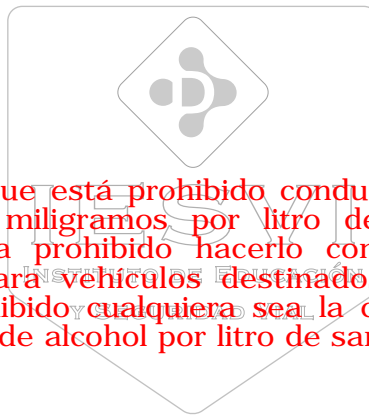 ue está prohibido condu
miligramos por litro de
a prohibido hacerlo con
ara vehículos destinado
ibido cualquiera sea la c
de alcohol por litro de sa
IESVI
INSTITUTO DE EDUCACIÓN
Y SEGURIDAD VIAL